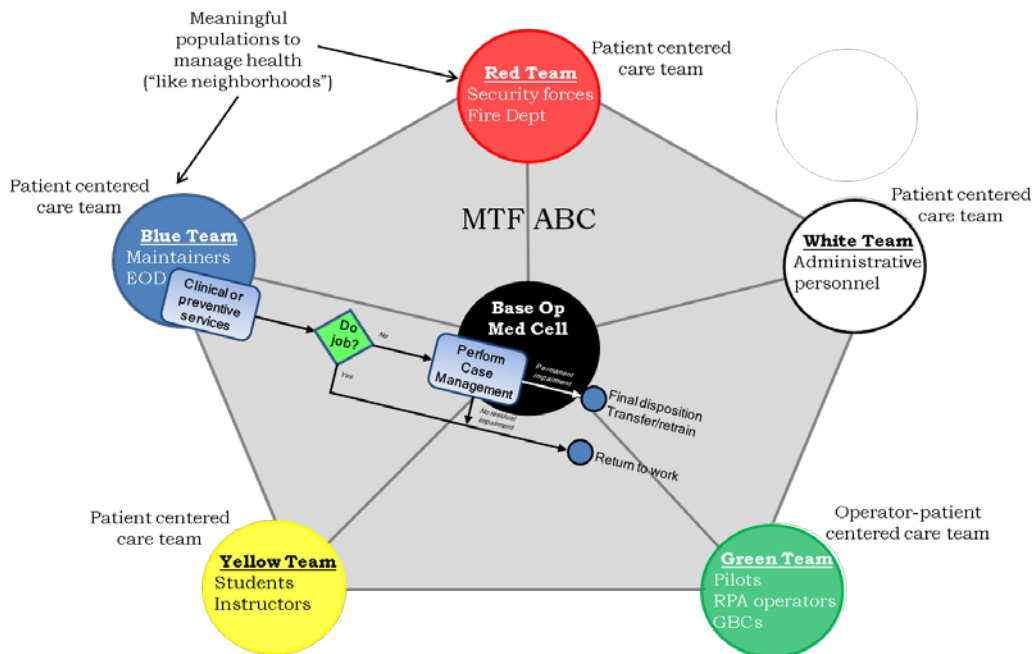 Meaningful
populations to
manage health
("like neighborhoods")
Patient centered
care team
Red Team
Security forces
Fire Dept
Patient centered
care team
Blue Team
Maintainers
EOD
MTF ABC
Patient centered
care team
White Team
Administrative
personnel
Clinical or
preventive
services
Do
job?
No
Yes
Base Op
Med Cell
Perform
Case
Management
Permanent
impairment
No residual
impairment
Final disposition
Transfer/retrain
Return to work
Patient centered
care team
Yellow Team
Students
Instructors
Operator-patient
centered care team
Green Team
Pilots
RPA operators
GBCs